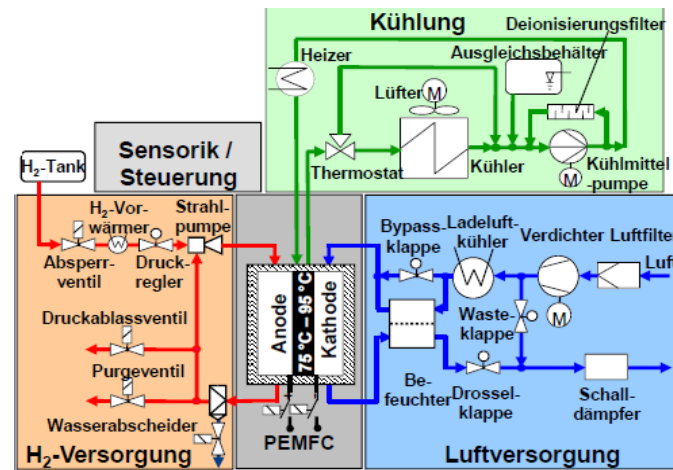 Kühlung
Deionisierungsfilter
Heizer
Ausgleichsbehälter
Lüfter
M
Thermostat
Kühler
Kühlmittel
-pumpe
M
H₂-Tank
Sensorik /
Steuerung
H₂-Vor-
wärmer
Strahl-
pumpe
Absperr-
ventil
Druck-
regler
Druckablassventil
Purgeventil
Wasserabscheider
H₂-Versorgung
Anode
75°C – 95°C
Kathode
PEMFC
Bypass-
klappe
Ladeluft-
kühler
Verdichter
Luftfilter
Luft
M
Waste-
klappe
Be-
feuchter
Drossel-
klappe
Schall-
dämpfer
Luftversorgung